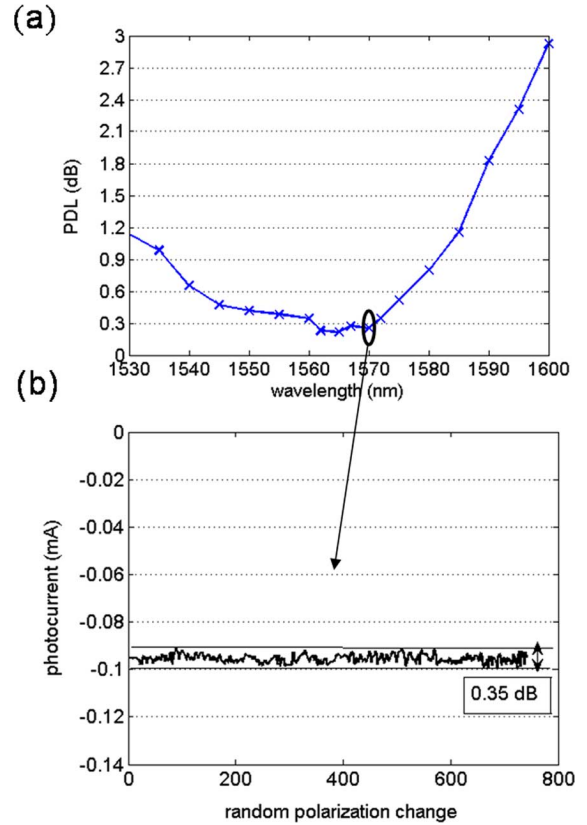 (a)
3
2.7
2.4
2.1
1.8
1.5
1.2
0.9
0.6
0.3
0
PDL (dB)
1530 1540 1550 1560 1570 1580 1590 1600
wavelength (nm)
(b)
0
-0.02
-0.04
-0.06
-0.08
-0.1
-0.12
-0.14
photocurrent (mA)
0.35 dB
0 200 400 600 800
random polarization change